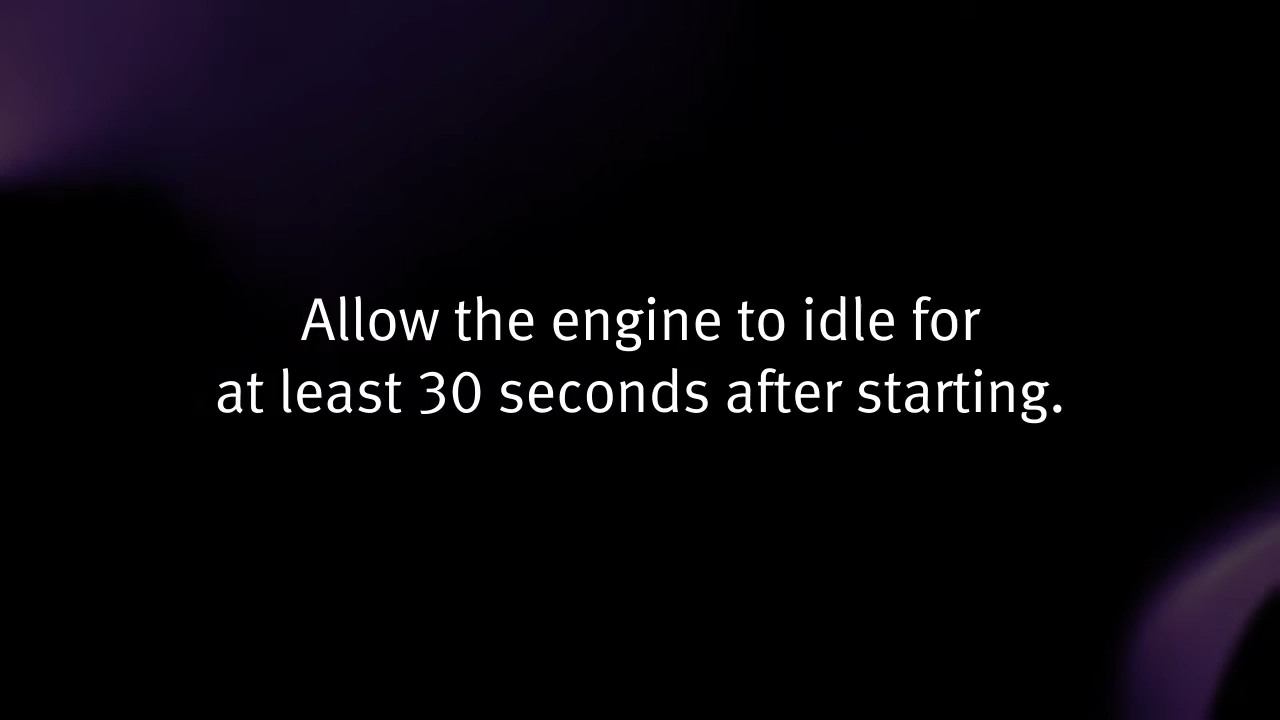 Allow the engine to idle for
at least 30 seconds after starting.